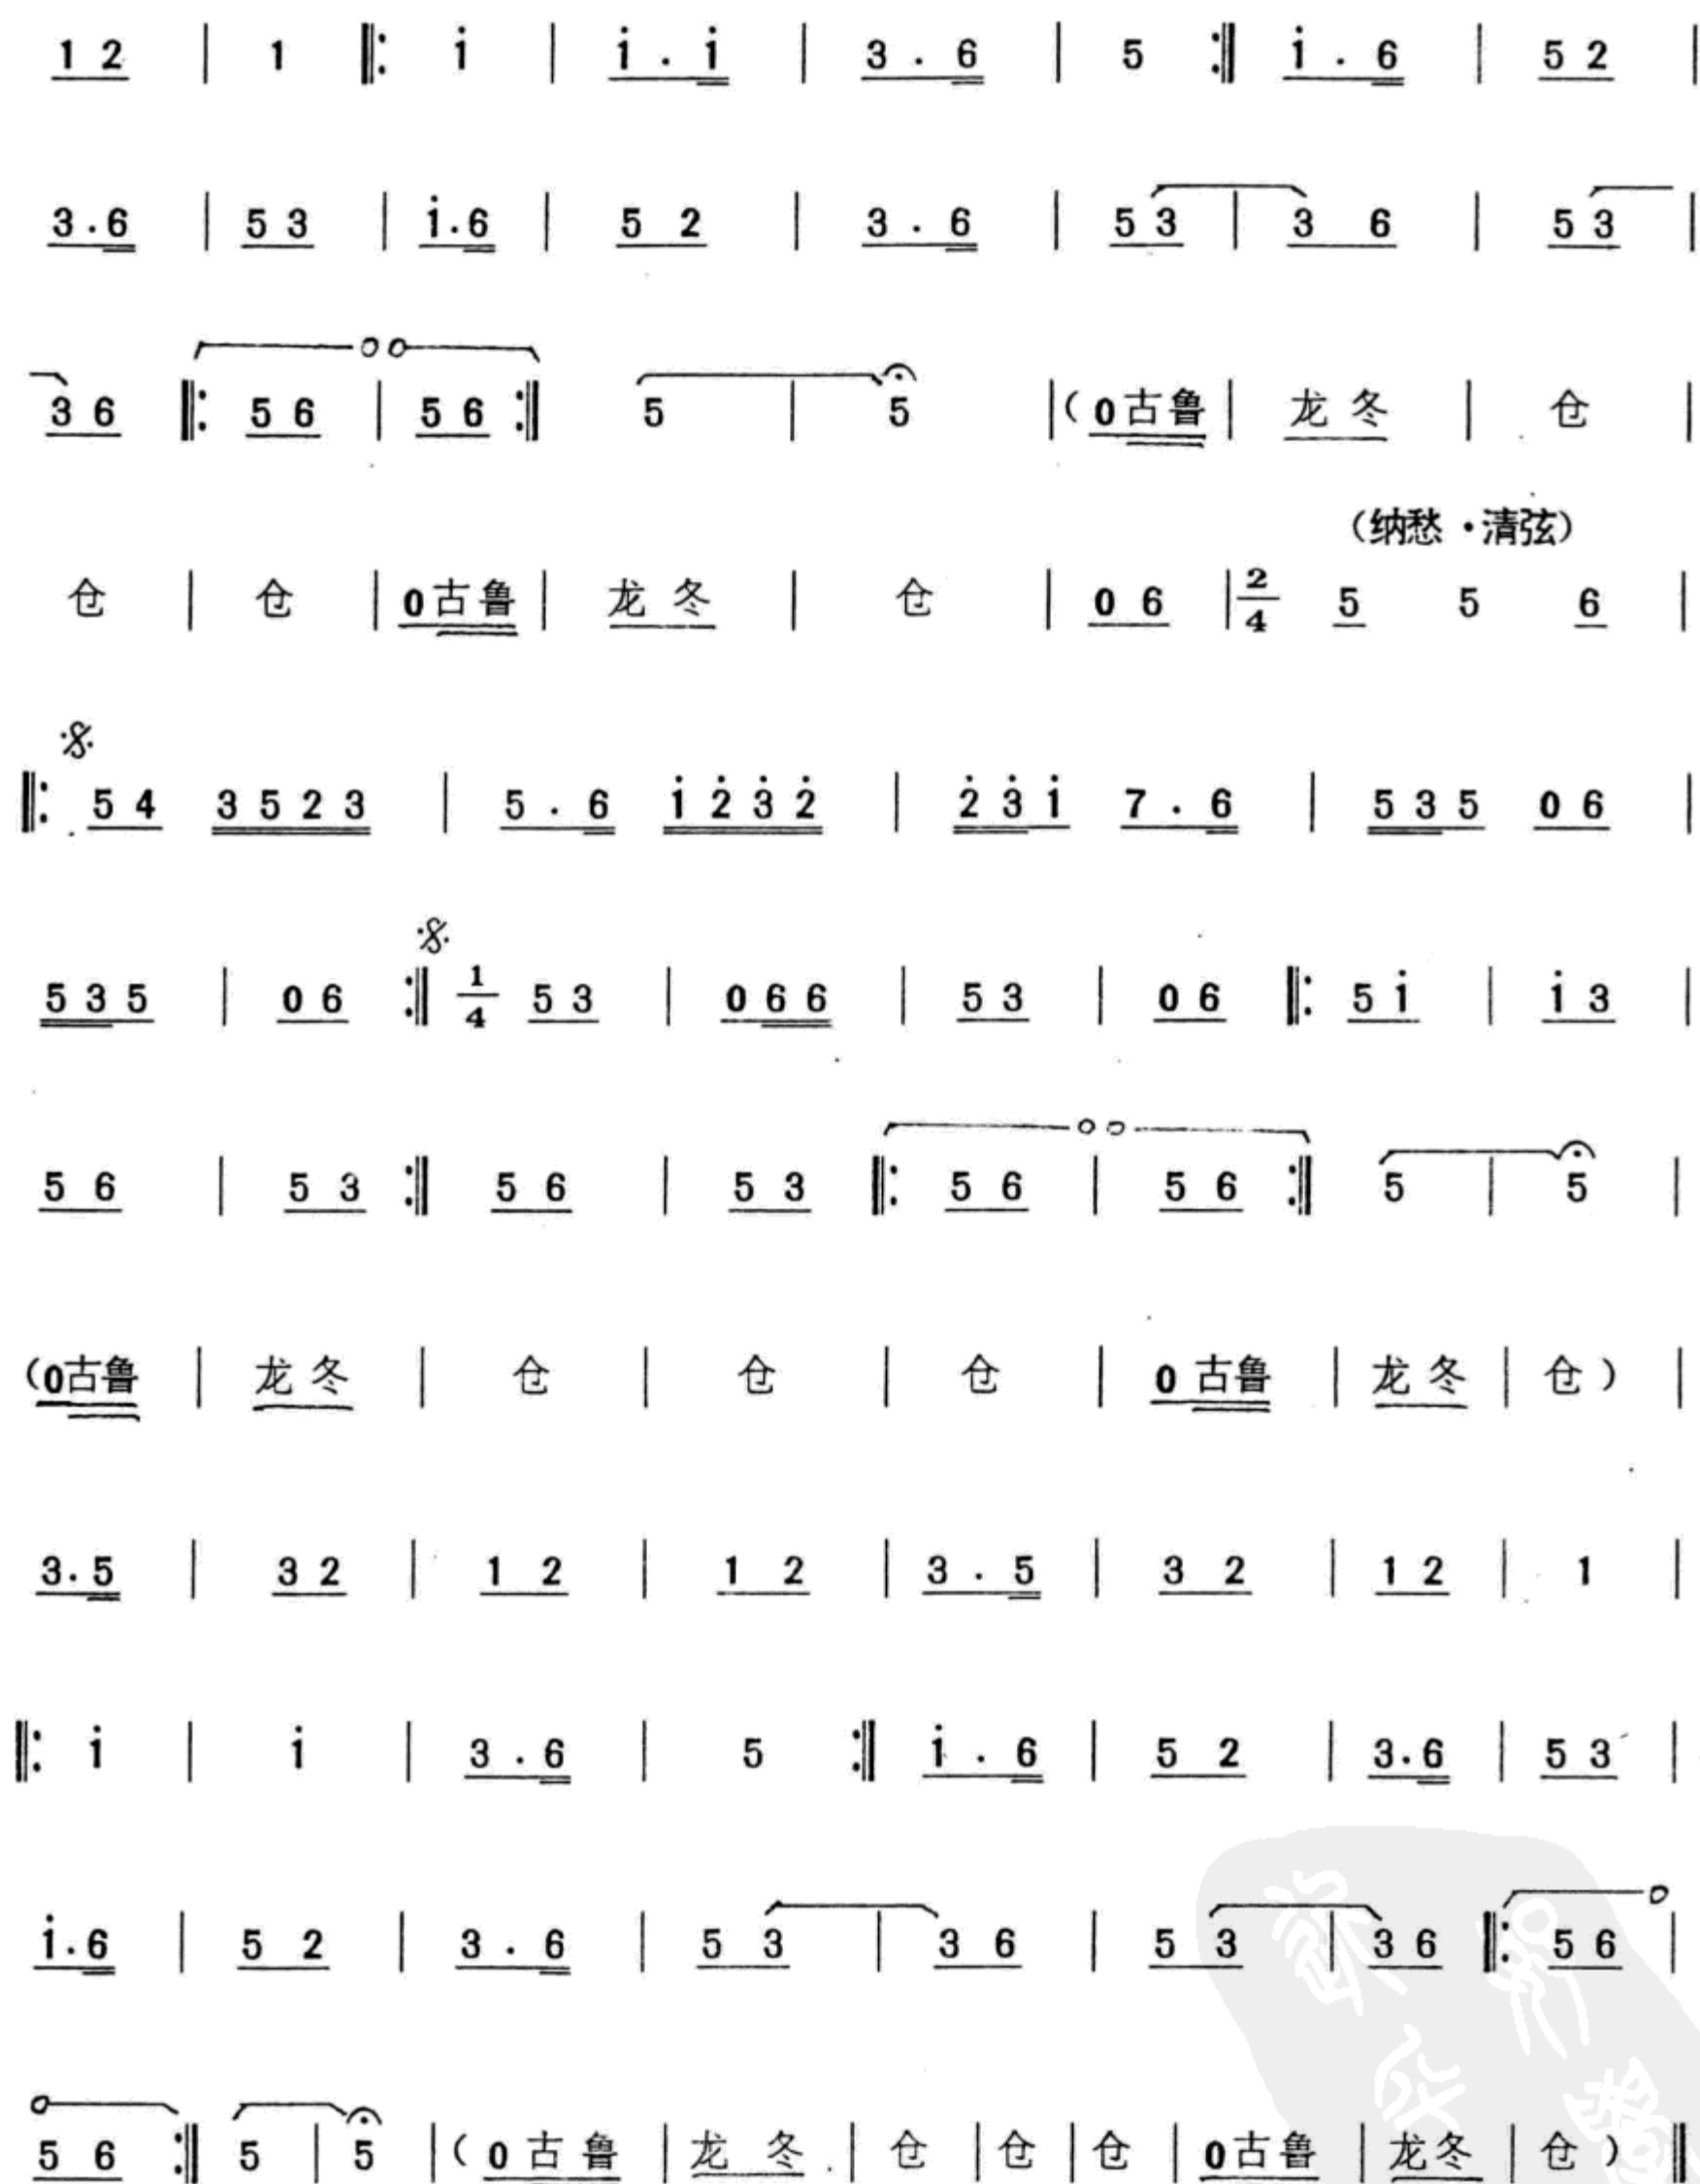 1 2 | 1 ‖: i̇ | i̇ . i̇ | 3 . 6 | 5 :‖ i̇ . 6 | 5 2 |
3 . 6 | 5 3 | i̇ . 6 | 5 2 | 3 . 6 | 5 3 | 3 6 | 5 3 |
3 6 ‖: 5 6 | 5 6 :‖ 5 | 5 |（0 古鲁 | 龙 冬 | 仓 |
（纳愁·清弦）
仓 | 仓 | 0 古鲁 | 龙 冬 | 仓 | 0 6 | 2/4 5 5 6 |
‖: 5 4 3 5 2 3 | 5 . 6 1̇ 2̇ 3̇ 2̇ | 2̇ 3̇ 1̇ 7 . 6 | 5 3 5 0 6 |
5 3 5 | 0 6 :‖ 1/4 5 3 | 0 6 6 | 5 3 | 0 6 ‖: 5 1̇ | 1̇ 3 |
5 6 | 5 3 :‖ 5 6 | 5 3 ‖: 5 6 | 5 6 :‖ 5 | 5 |
（0 古鲁 | 龙 冬 | 仓 | 仓 | 仓 | 0 古鲁 | 龙 冬 | 仓 ）|
3 . 5 | 3 2 | 1 2 | 1 2 | 3 . 5 | 3 2 | 1 2 | 1 |
‖: 1̇ | 1̇ | 3 . 6 | 5 :‖ 1̇ . 6 | 5 2 | 3 . 6 | 5 3 |
1̇ . 6 | 5 2 | 3 . 6 | 5 3 | 3 6 | 5 3 | 3 6 ‖: 5 6 |
5 6 :‖ 5 | 5 |（0 古 鲁 | 龙 冬 | 仓 | 仓 | 仓 | 0 古鲁 | 龙冬 | 仓 ）‖